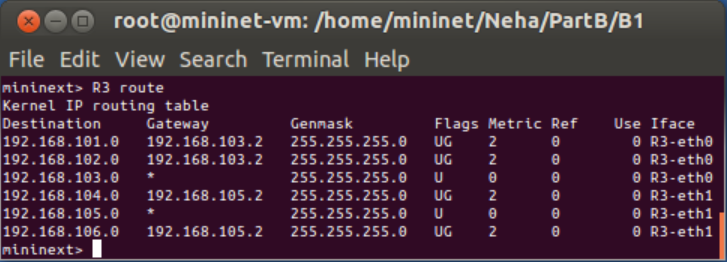 root@mininet-vm: /home/mininet/Neha/PartB/B1
File Edit View Search Terminal Help
mininext> R3 route
Kernel IP routing table
Destination Gateway Genmask Flags Metric Ref Use Iface
192.168.101.0 192.168.103.2 255.255.255.0 UG 2 0 0 R3-eth0
192.168.102.0 192.168.103.2 255.255.255.0 UG 2 0 0 R3-eth0
192.168.103.0 * 255.255.255.0 U 0 0 0 R3-eth0
192.168.104.0 192.168.105.2 255.255.255.0 UG 2 0 0 R3-eth1
192.168.105.0 * 255.255.255.0 U 0 0 0 R3-eth1
192.168.106.0 192.168.105.2 255.255.255.0 UG 2 0 0 R3-eth1
mininext>